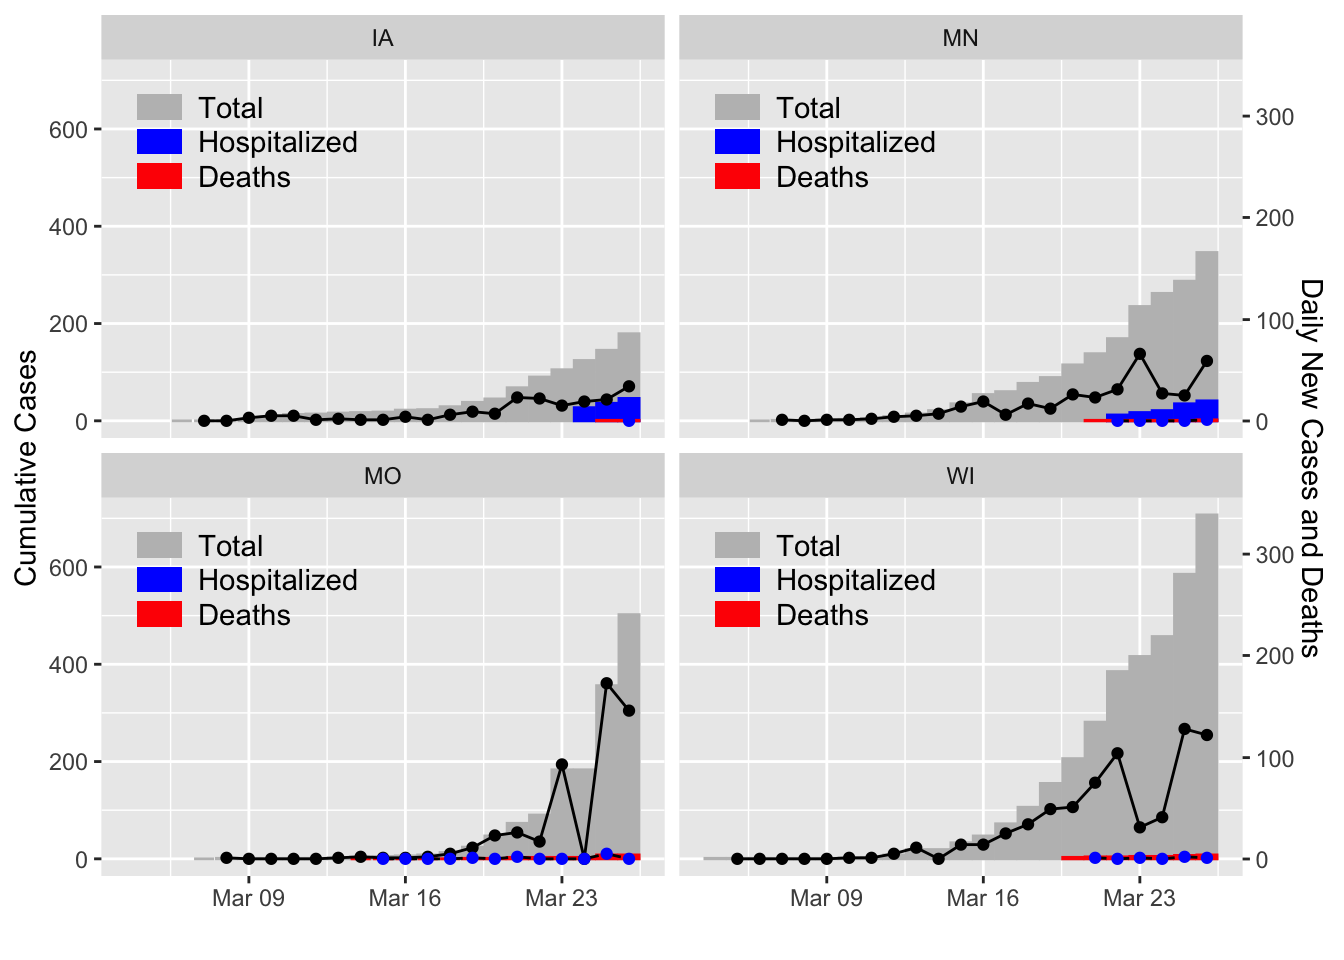 IA
MN
Total
Hospitalized
Deaths
Total
Hospitalized
Deaths
600
400
200
0
300
200
100
0
MO
WI
Total
Hospitalized
Deaths
Total
Hospitalized
Deaths
600
400
200
0
300
200
100
0
Mar 09
Mar 16
Mar 23
Mar 09
Mar 16
Mar 23
Cumulative Cases
Daily New Cases and Deaths